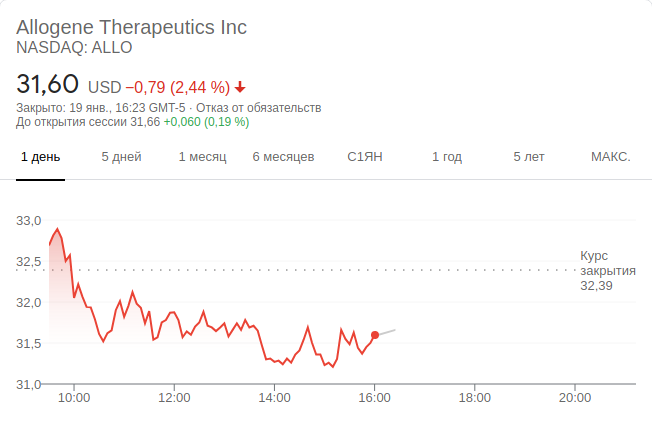 Allogene Therapeutics Inc
NASDAQ: ALLO
31,60 USD −0,79 (2,44 %)
Закрыто: 19 янв., 16:23 GMT-5 · Отказ от обязательств
До открытия сессии 31,66 +0,060 (0,19 %)
1 день 5 дней 1 месяц 6 месяцев С1ЯН 1 год 5 лет МАКС.
33,0
32,5
32,0
31,5
31,0
Курс
закрытия
32,39
10:00 12:00 14:00 16:00 18:00 20:00